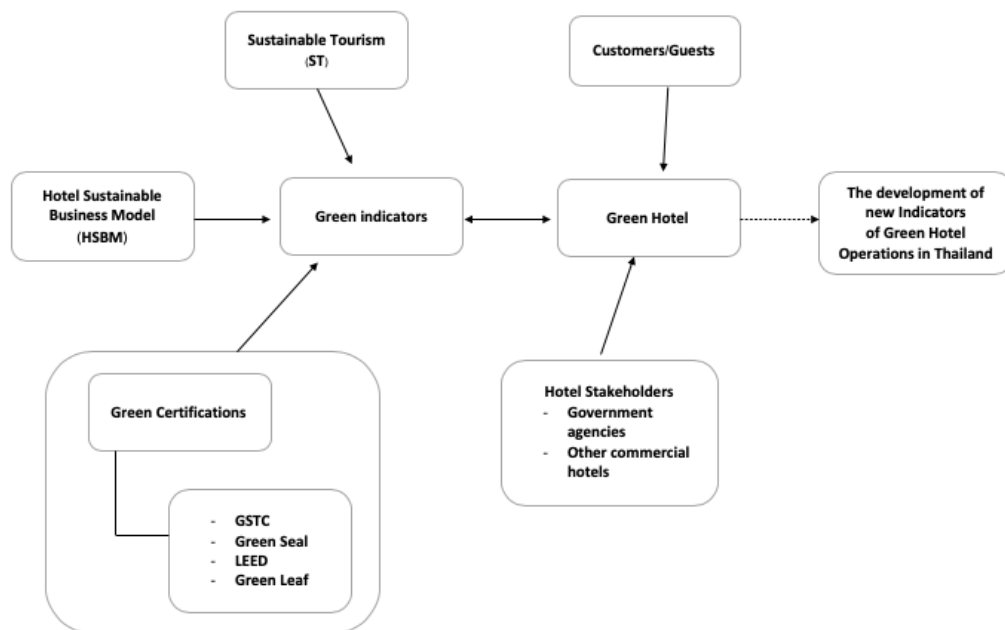 Sustainable Tourism
(ST)
Customers/Guests
Hotel Sustainable
Business Model
(HSBM)
Green indicators
Green Hotel
The development of
new Indicators
of Green Hotel
Operations in Thailand
Green Certifications
- GSTC
- Green Seal
- LEED
- Green Leaf
Hotel Stakeholders
- Government
agencies
- Other commercial
hotels